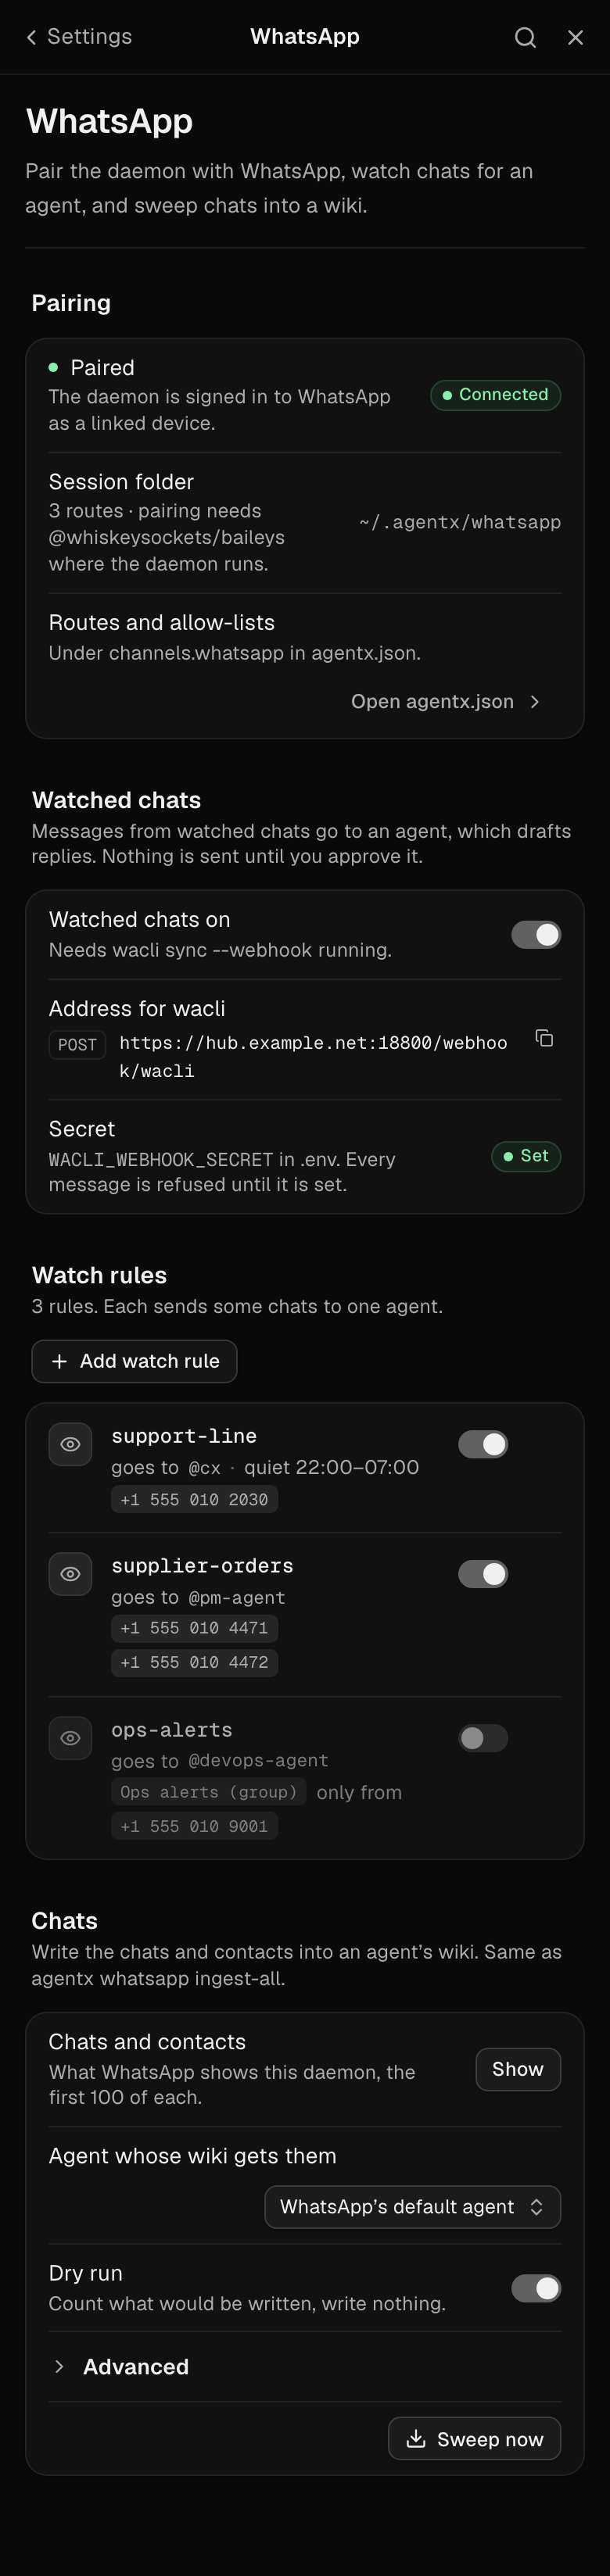 Settings
WhatsApp
WhatsApp
Pair the daemon with WhatsApp, watch chats for an
agent, and sweep chats into a wiki.
Pairing
Paired
The daemon is signed in to WhatsApp
as a linked device.
Connected
Session folder
3 routes · pairing needs
@whiskeysockets/baileys
where the daemon runs.
~/.agentx/whatsapp
Routes and allow-lists
Under channels.whatsapp in agentx.json.
Open agentx.json
Watched chats
Messages from watched chats go to an agent, which drafts
replies. Nothing is sent until you approve it.
Watched chats on
Needs wacli sync --webhook running.
Address for wacli
POST
https://hub.example.net:18800/webhoo
k/wacli
Secret
WACLI_WEBHOOK_SECRET in .env. Every
message is refused until it is set.
Set
Watch rules
3 rules. Each sends some chats to one agent.
Add watch rule
support-line
goes to @cx · quiet 22:00–07:00
+1 555 010 2030
supplier-orders
goes to @pm-agent
+1 555 010 4471
+1 555 010 4472
ops-alerts
goes to @devops-agent
Ops alerts (group) only from
+1 555 010 9001
Chats
Write the chats and contacts into an agent’s wiki. Same as
agentx whatsapp ingest-all.
Chats and contacts
What WhatsApp shows this daemon, the
first 100 of each.
Show
Agent whose wiki gets them
WhatsApp’s default agent
Dry run
Count what would be written, write nothing.
Advanced
Sweep now